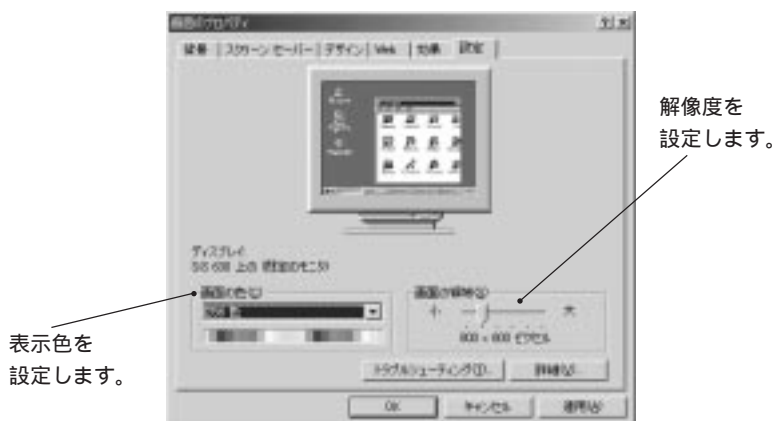 画面のプロパティ
背景 スクリーン セーバー デザイン Web 効果 設定
解像度を
設定します。
ディスプレイ
画面の色(C)
画面の領域(S)
小 大
800 x 600 ピクセル
表示色を
設定します。
トラブルシューティング(T)... 詳細(V)...
OK キャンセル 適用(A)